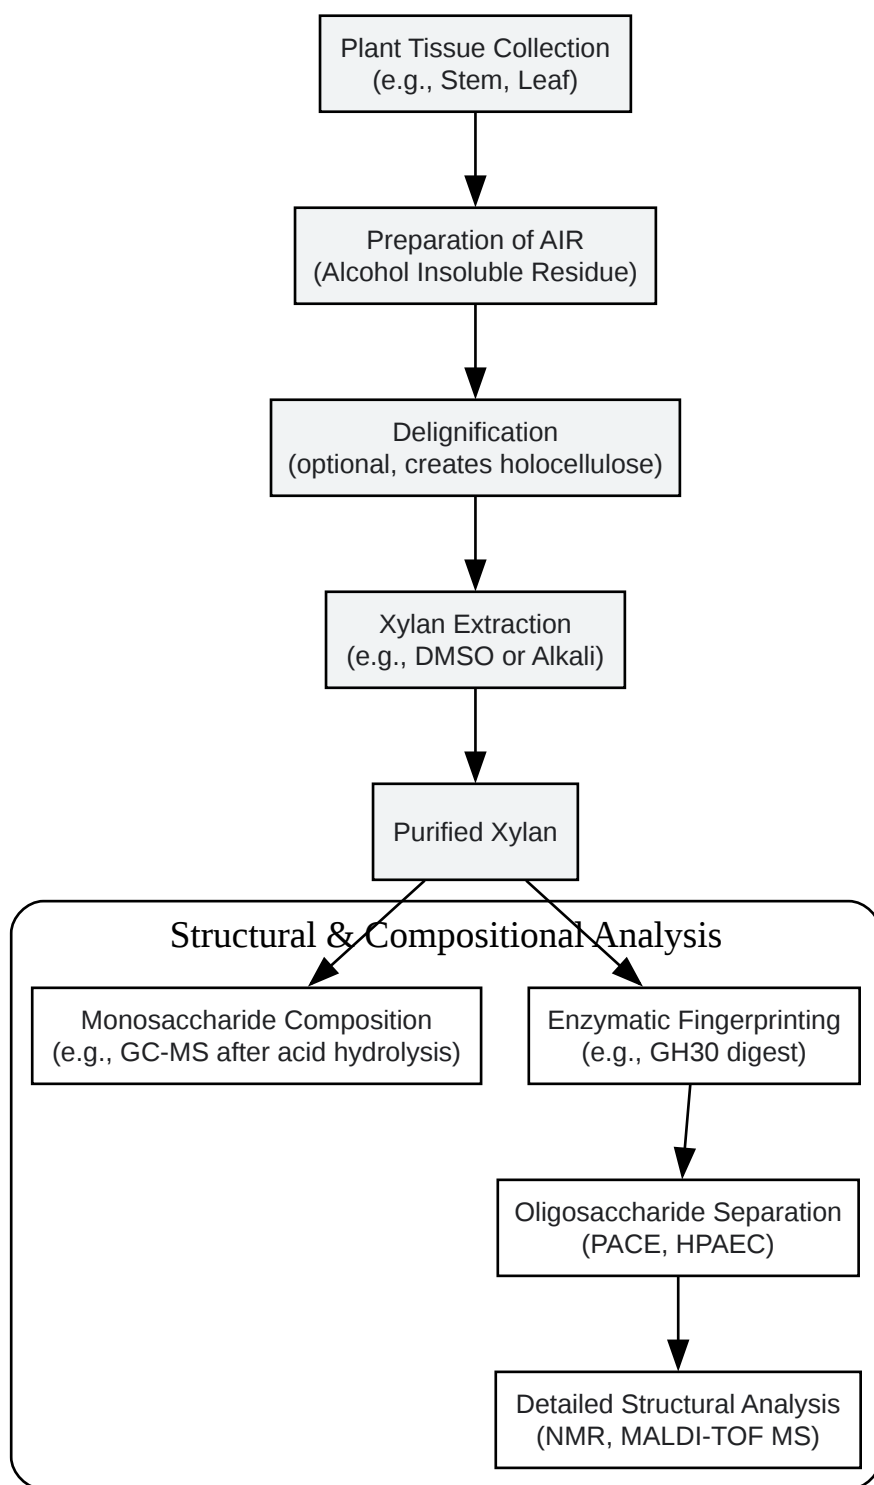 Plant Tissue Collection
(e.g., Stem, Leaf)
Preparation of AIR
(Alcohol Insoluble Residue)
Delignification
(optional, creates holocellulose)
Xylan Extraction
(e.g., DMSO or Alkali)
Purified Xylan
Structural & Compositional Analysis
Monosaccharide Composition
(e.g., GC-MS after acid hydrolysis)
Enzymatic Fingerprinting
(e.g., GH30 digest)
Oligosaccharide Separation
(PACE, HPAEC)
Detailed Structural Analysis
(NMR, MALDI-TOF MS)